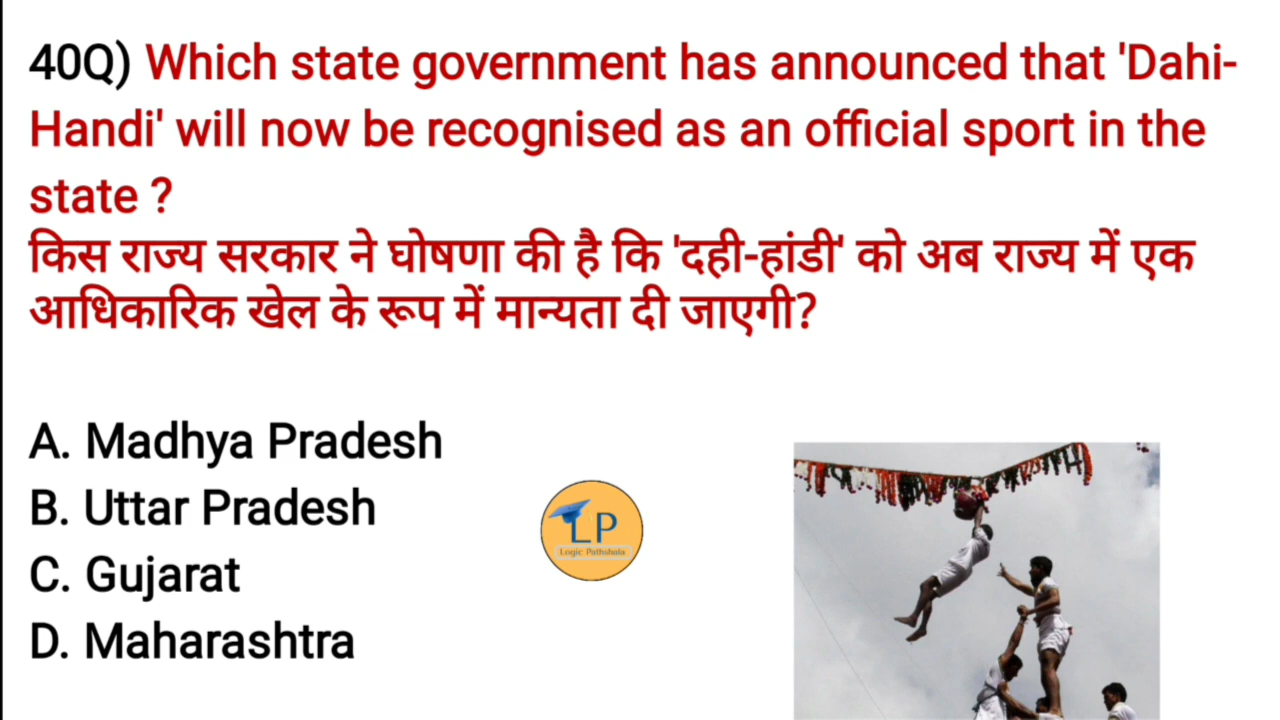 40Q) Which state government has announced that 'Dahi-
Handi' will now be recognised as an official sport in the
state ?
किस राज्य सरकार ने घोषणा की है कि 'दही-हांडी' को अब राज्य में एक
आधिकारिक खेल के रूप में मान्यता दी जाएगी?
A. Madhya Pradesh
B. Uttar Pradesh
C. Gujarat
D. Maharashtra
LP
Logic Pathshala